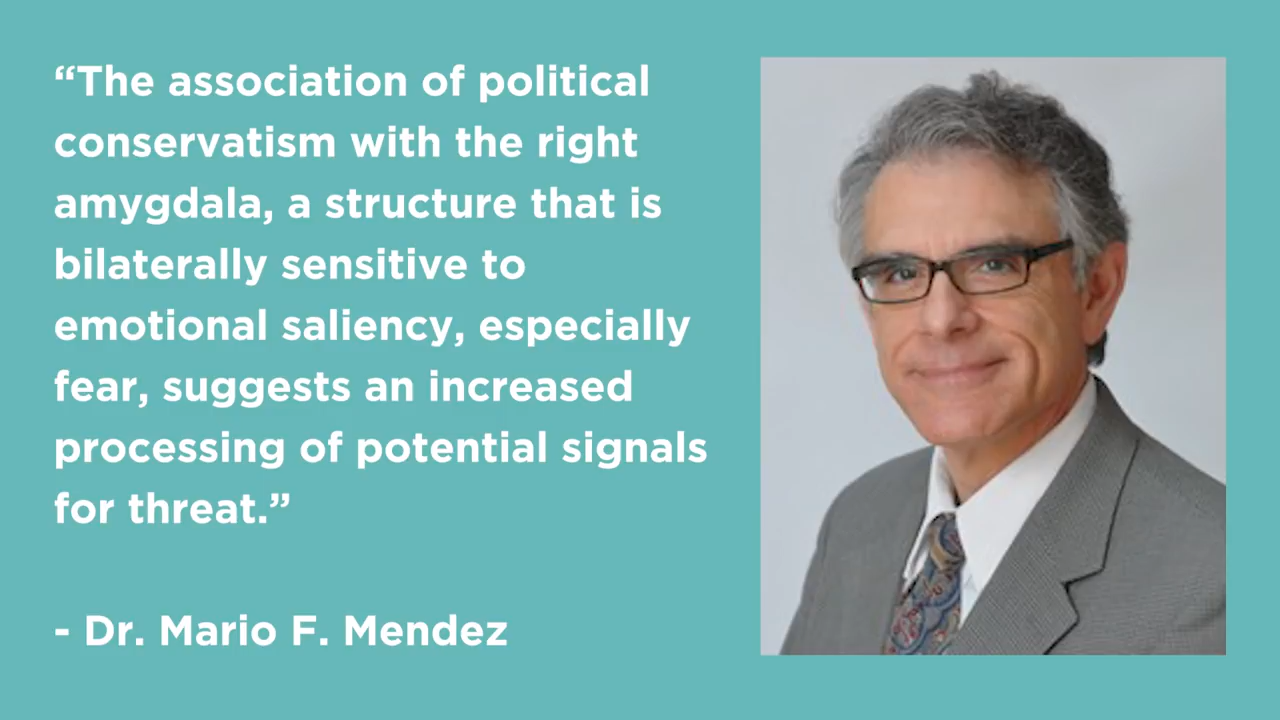 “The association of political
conservatism with the right
amygdala, a structure that is
bilaterally sensitive to
emotional saliency, especially
fear, suggests an increased
processing of potential signals
for threat.”
- Dr. Mario F. Mendez